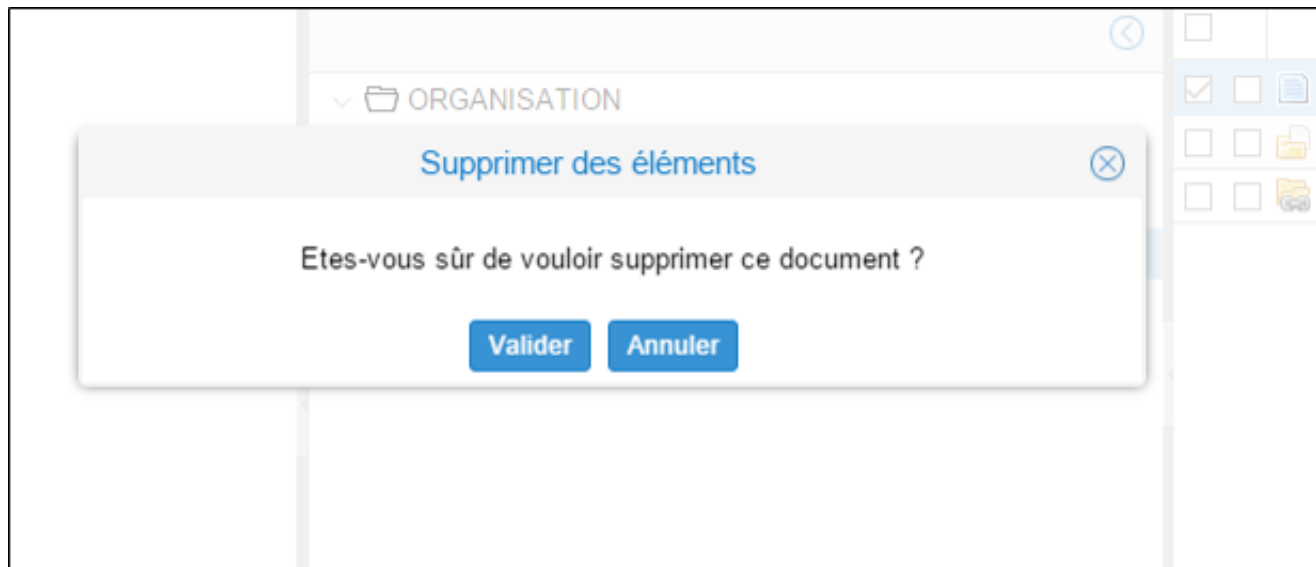 ORGANISATION
Supprimer des éléments
Etes-vous sûr de vouloir supprimer ce document ?
Valider Annuler